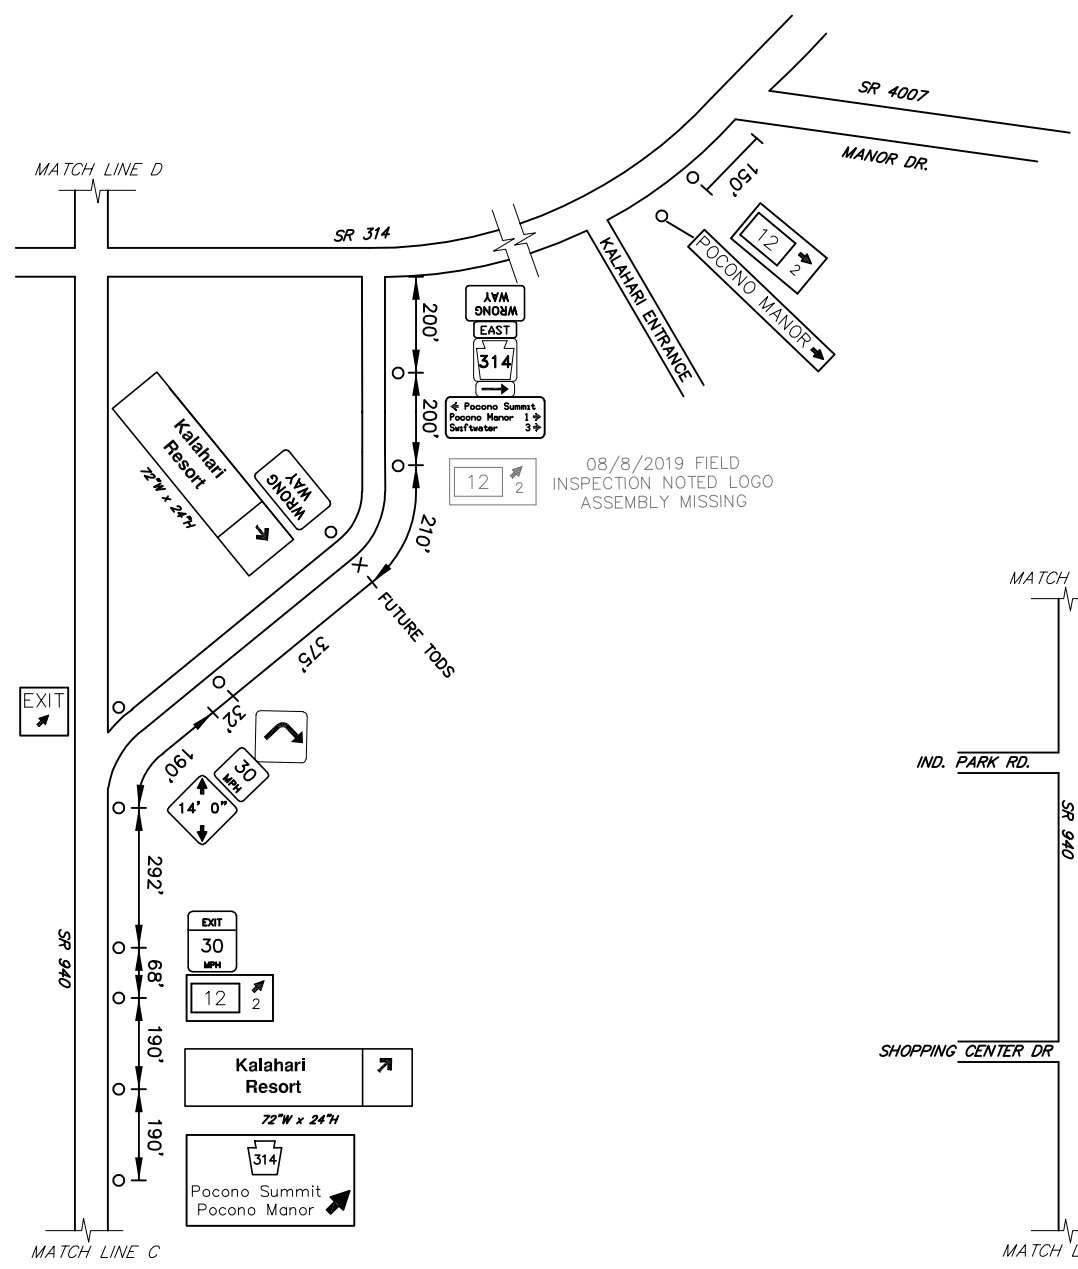 SR 4007
MANOR DR.
MATCH LINE D
150'
SR 314
12
2
POCONO MANOR
KALAHARI ENTRANCE
WRONG
WAY
EAST
314
200'
Pocono Summit
Pocono Manor 1
Swiftwater 3
200'
Kalahari
Resort
72"W x 24"H
WRONG
WAY
12
2
08/8/2019 FIELD
INSPECTION NOTED LOGO
ASSEMBLY MISSING
210'
FUTURE TODS
375'
MATCH
EXIT
32'
190'
30
MPH
14' 0"
IND. PARK RD.
SR 940
292'
EXIT
30
MPH
SR 940
68'
12
2
190'
Kalahari
Resort
72"W x 24"H
SHOPPING CENTER DR
190'
314
Pocono Summit
Pocono Manor
MATCH LINE C
MATCH L